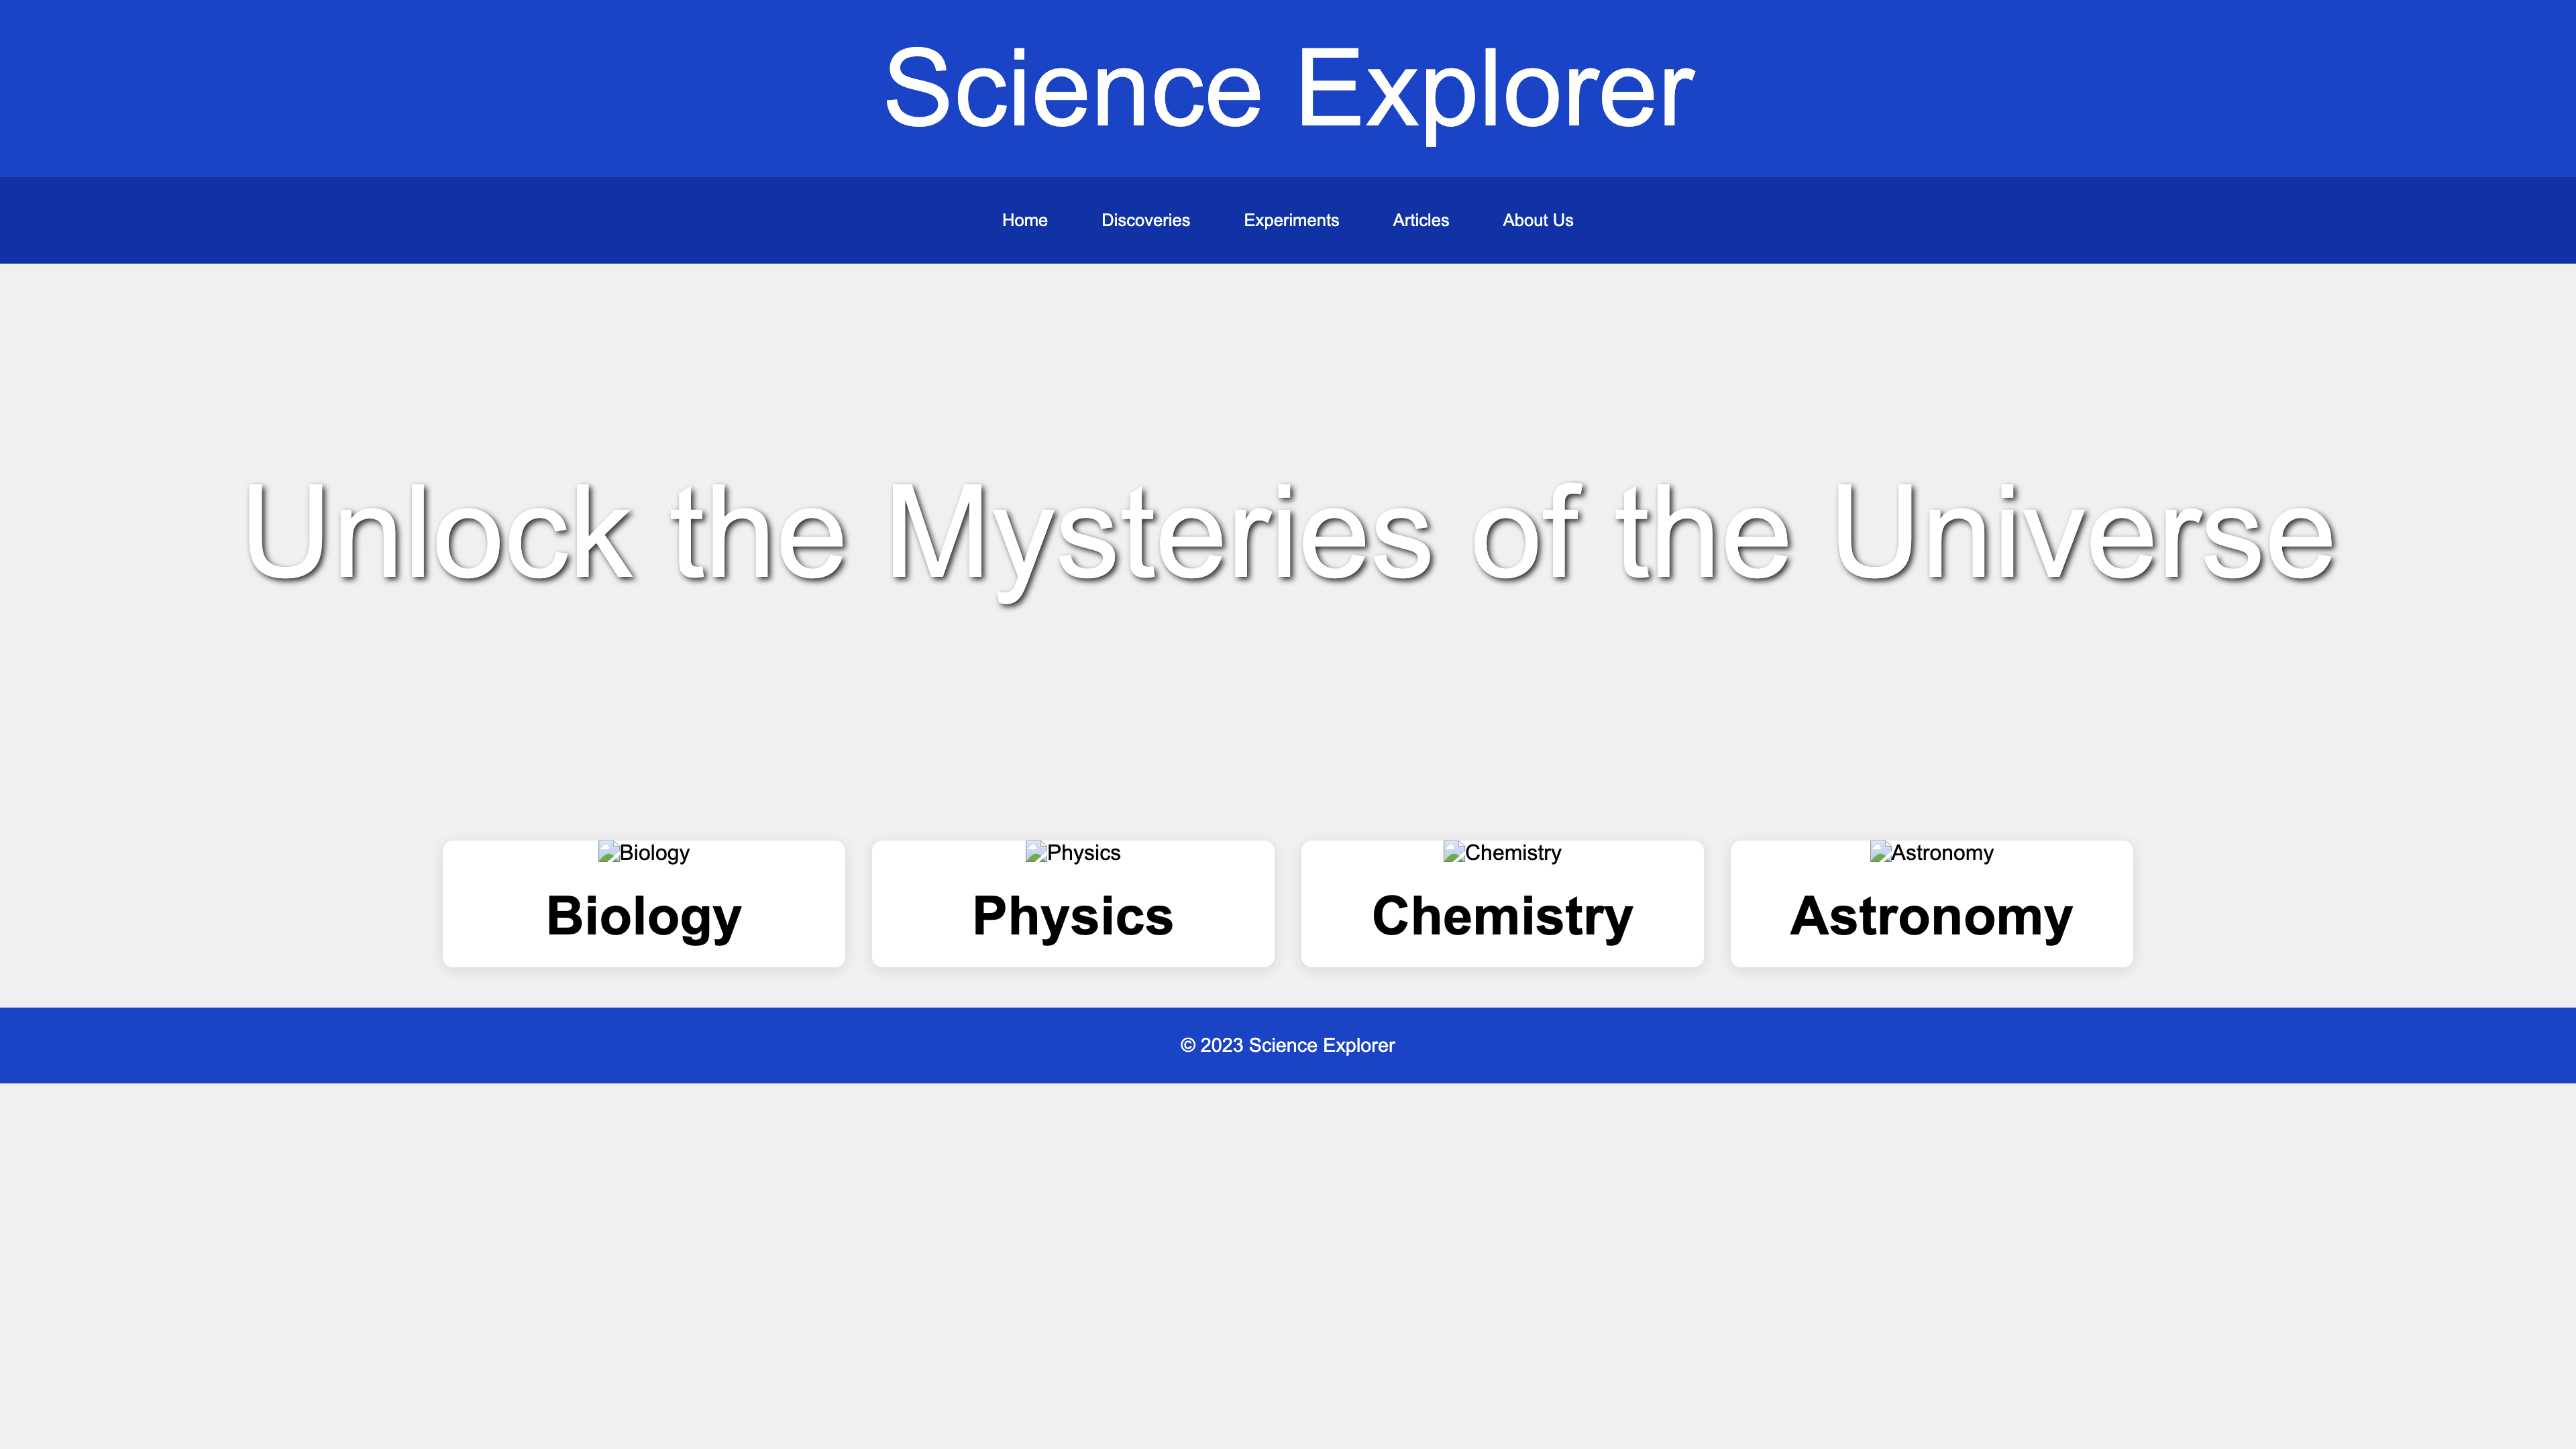 Science Explorer
Home Discoveries Experiments Articles About Us
Unlock the Mysteries of the Universe
Biology Physics Chemistry Astronomy
Biology Physics Chemistry Astronomy
© 2023 Science Explorer